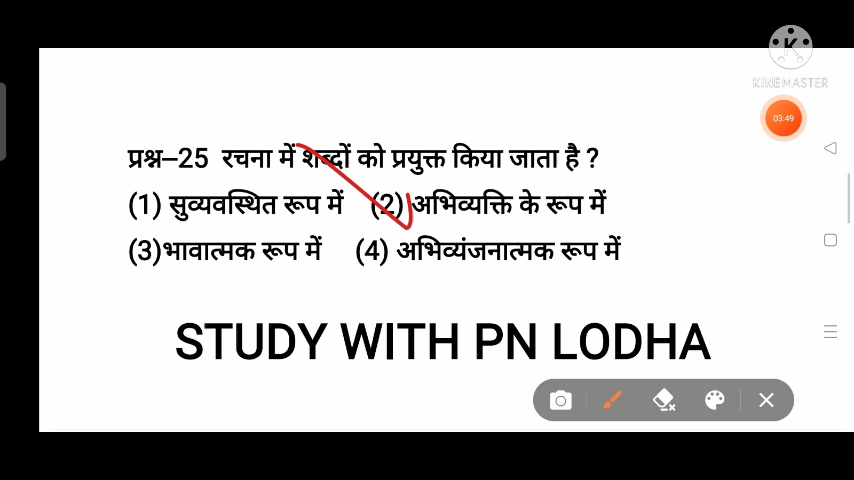 KINEMASTER
03:49
प्रश्न–25 रचना में शब्दों को प्रयुक्त किया जाता है ?
(1) सुव्यवस्थित रूप में (2) अभिव्यक्ति के रूप में
(3)भावात्मक रूप में (4) अभिव्यंजनात्मक रूप में
STUDY WITH PN LODHA